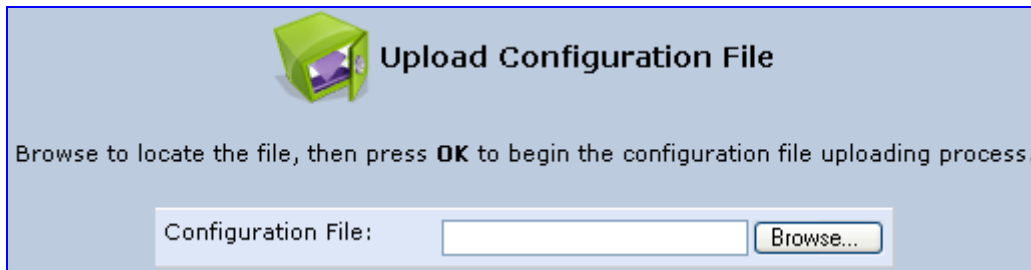 Upload Configuration File
Browse to locate the file, then press OK to begin the configuration file uploading process.
Configuration File:
Browse...